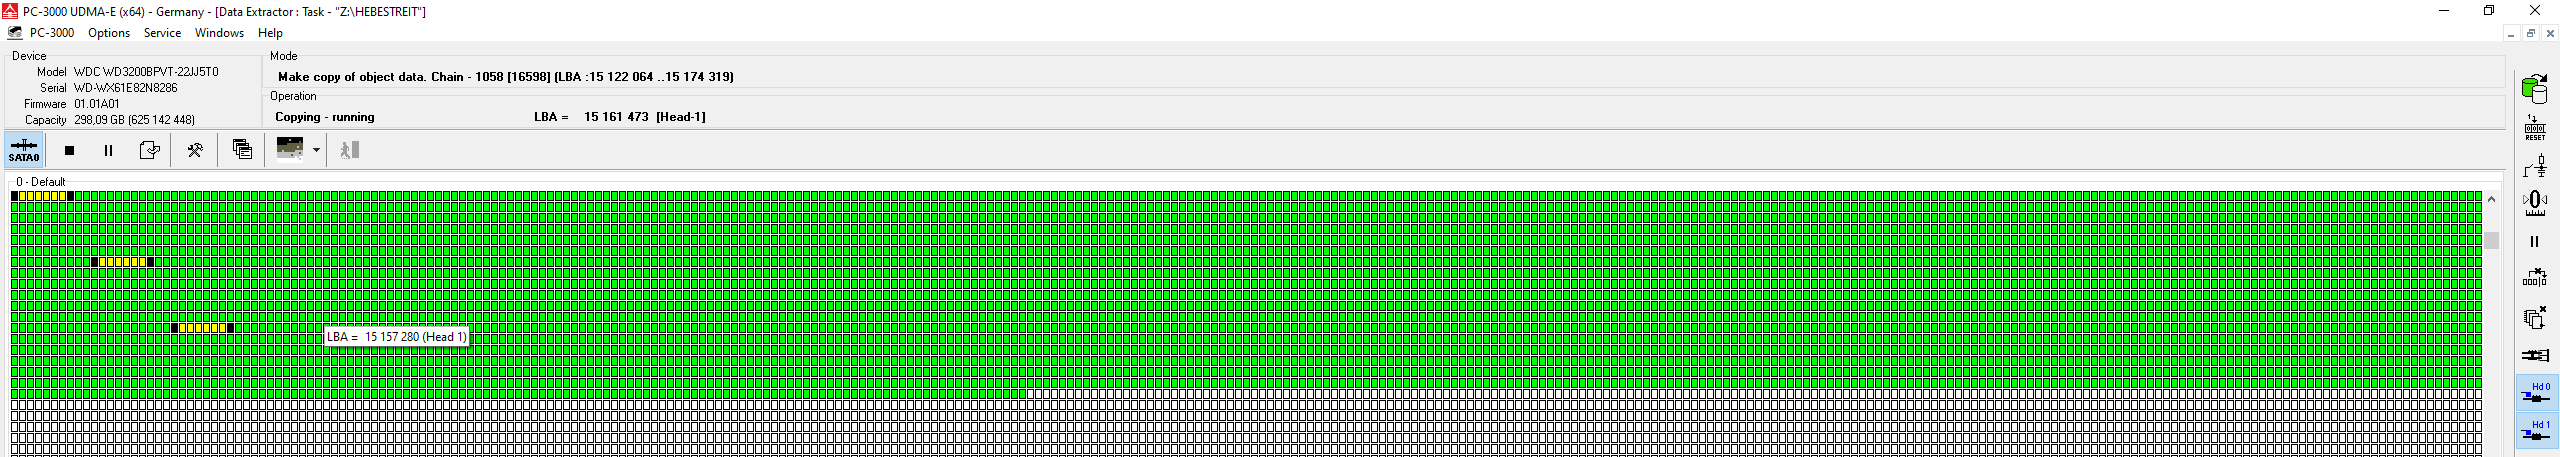 PC-3000 UDMA-E (x64) - Germany - [Data Extractor : Task - "Z:\HEBESTREIT"]
PC-3000 Options Service Windows Help
Device
Model WDC WD3200BPVT-22JJ5T0
Serial WD-WX61E82N8286
Firmware 01.01A01
Capacity 298,09 GB (625 142 448)
Mode
Make copy of object data. Chain - 1058 [16598] (LBA :15 122 064 ..15 174 319)
Operation
Copying - running LBA = 15 161 473 [Head-1]
SATA0
RESET
0 - Default
LBA = 15 157 280 (Head 1)
Hd 0
Hd 1